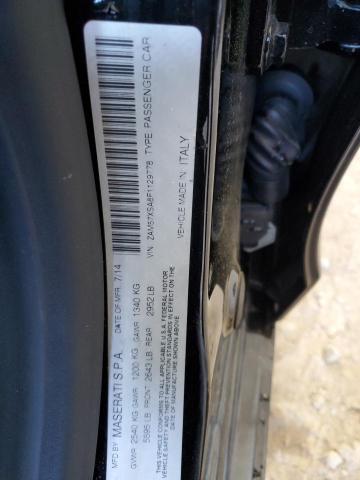 MFD BY MASERATI S.P.A. DATE OF MFR 7/14
GVWR 2540 KG GAWR 1200 KG GAWR 1340 KG
5595 LB FRONT 2643 LB REAR 2952 LB
THIS VEHICLE CONFORMS TO ALL APPLICABLE U.S.A. FEDERAL MOTOR
VEHICLE SAFETY AND THEFT PREVENTION STANDARDS IN EFFECT ON THE
DATE OF MANUFACTURE SHOWN ABOVE.
VIN: ZAM57XSA8F1129778 TYPE PASSENGER CAR
VEHICLE MADE IN: ITALY